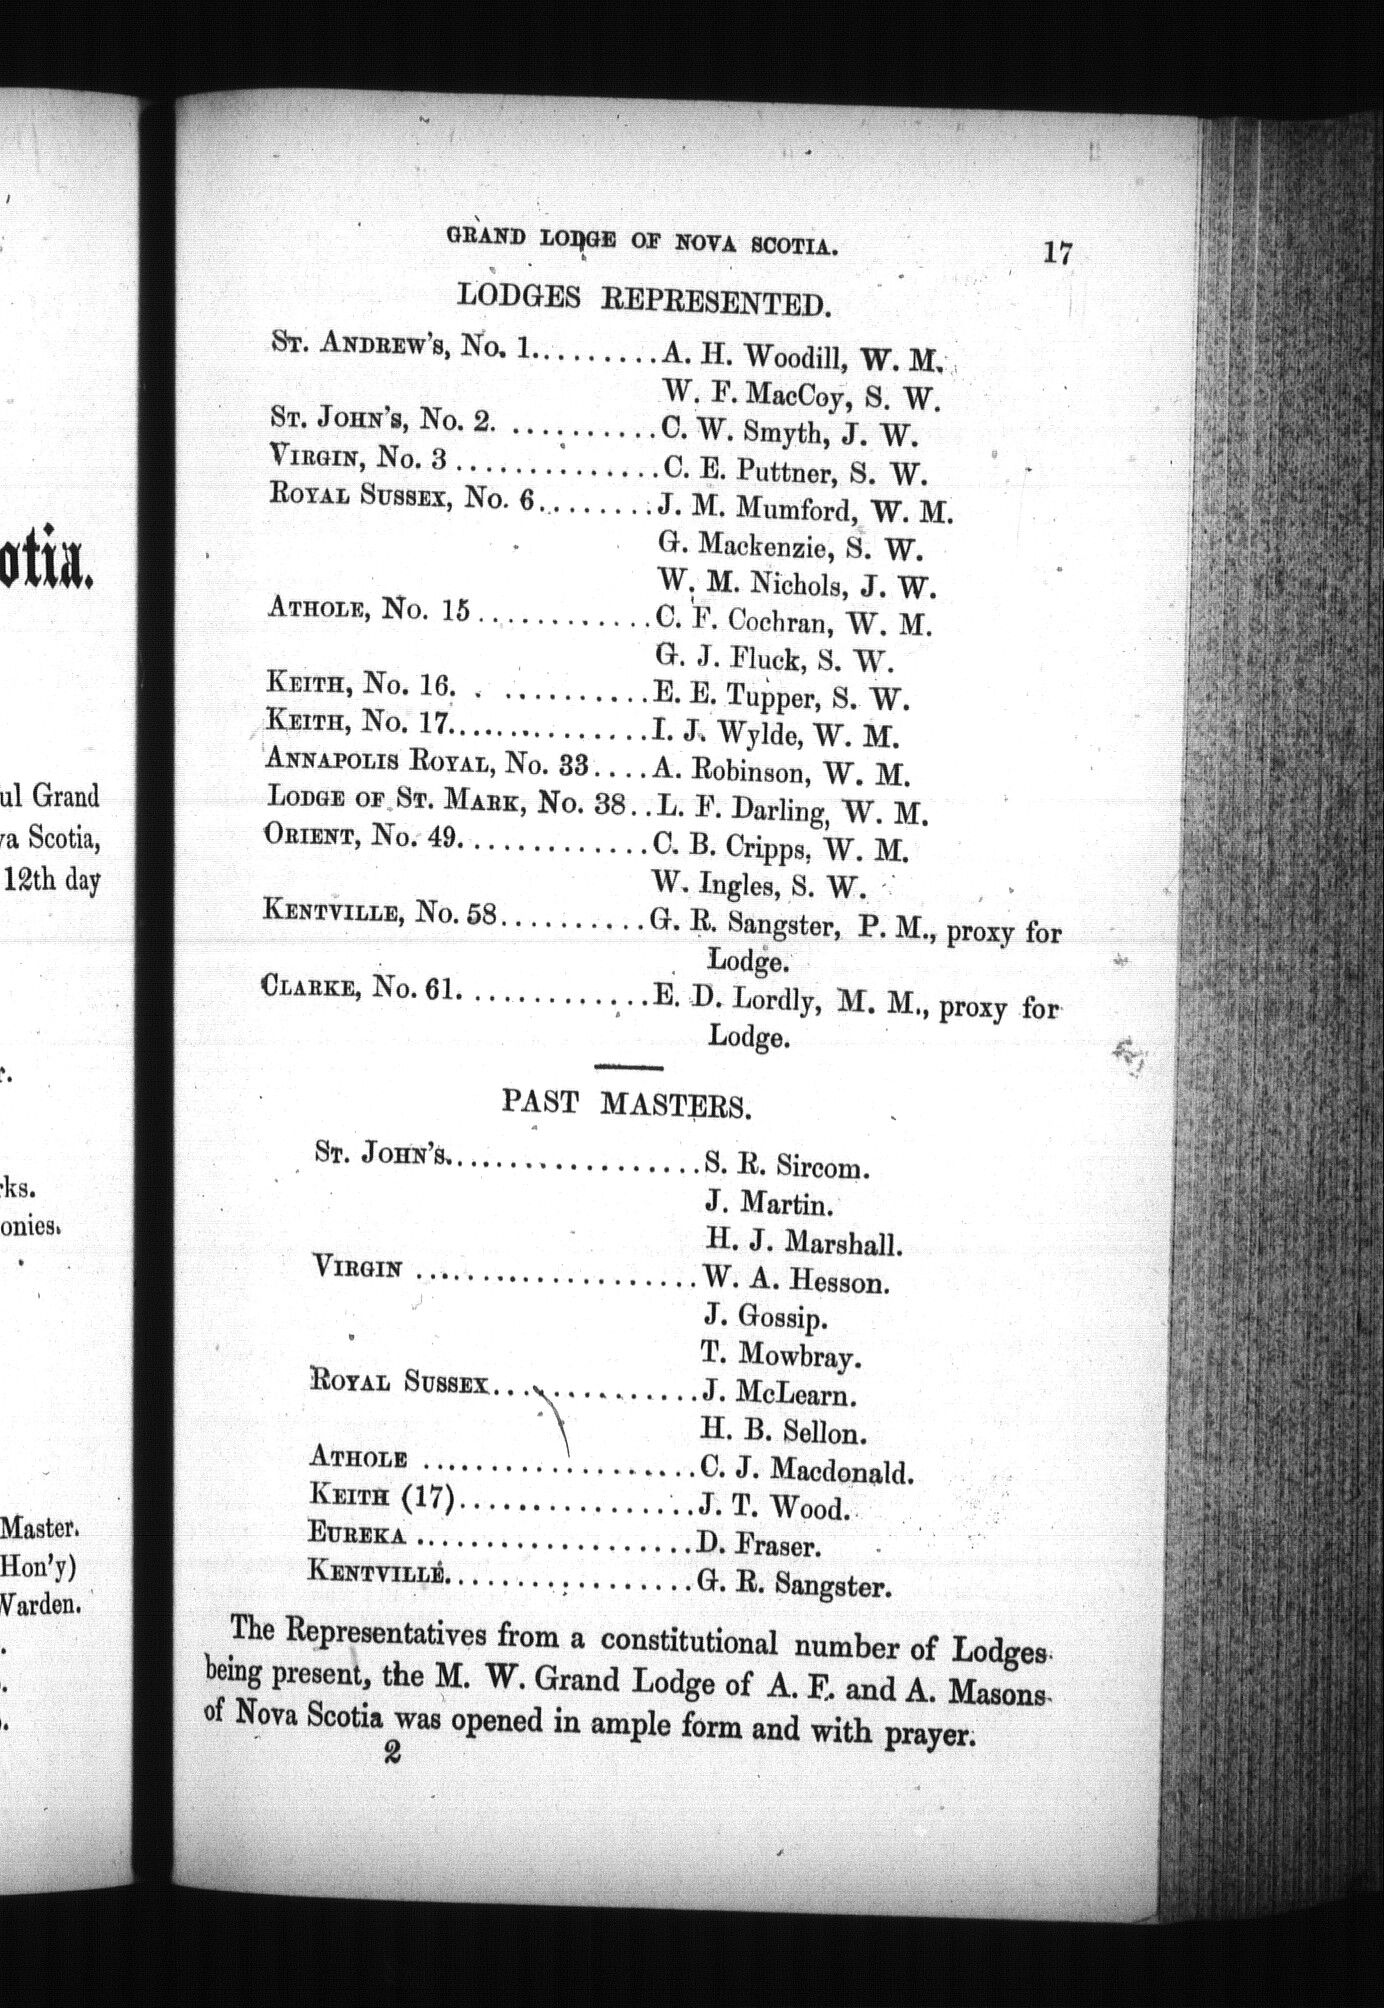 otia.
ul Grand
va Scotia,
12th day
rks.
onies.
Master.
Hon'y)
Warden.
GRAND LODGE OF NOVA SCOTIA. 17
LODGES REPRESENTED.
ST. ANDREW'S, No. 1.........A. H. Woodill, W. M.
W. F. MacCoy, S. W.
ST. JOHN'S, No. 2. ..........C. W. Smyth, J. W.
VIRGIN, No. 3 ..............C. E. Puttner, S. W.
ROYAL SUSSEX, No. 6........J. M. Mumford, W. M.
G. Mackenzie, S. W.
W. M. Nichols, J. W.
ATHOLE, No. 15 ............C. F. Cochran, W. M.
G. J. Fluck, S. W.
KEITH, No. 16. . ..........E. E. Tupper, S. W.
KEITH, No. 17..............I. J. Wylde, W. M.
ANNAPOLIS ROYAL, No. 33....A. Robinson, W. M.
LODGE OF ST. MARK, No. 38..L. F. Darling, W. M.
ORIENT, No. 49. ............C. B. Cripps, W. M.
W. Ingles, S. W.
KENTVILLE, No. 58..........G. R. Sangster, P. M., proxy for
Lodge.
CLARKE, No. 61. ............E. D. Lordly, M. M., proxy for
Lodge.
PAST MASTERS.
ST. JOHN'S..................S. R. Sircom.
J. Martin.
H. J. Marshall.
VIRGIN .....................W. A. Hesson.
J. Gossip.
T. Mowbray.
ROYAL SUSSEX...............J. McLearn.
H. B. Sellon.
ATHOLE ....................C. J. Macdonald.
KEITH (17).................J. T. Wood.
EUREKA ....................D. Fraser.
KENTVILLE..................G. R. Sangster.
The Representatives from a constitutional number of Lodges
being present, the M. W. Grand Lodge of A. F. and A. Masons
of Nova Scotia was opened in ample form and with prayer.
2